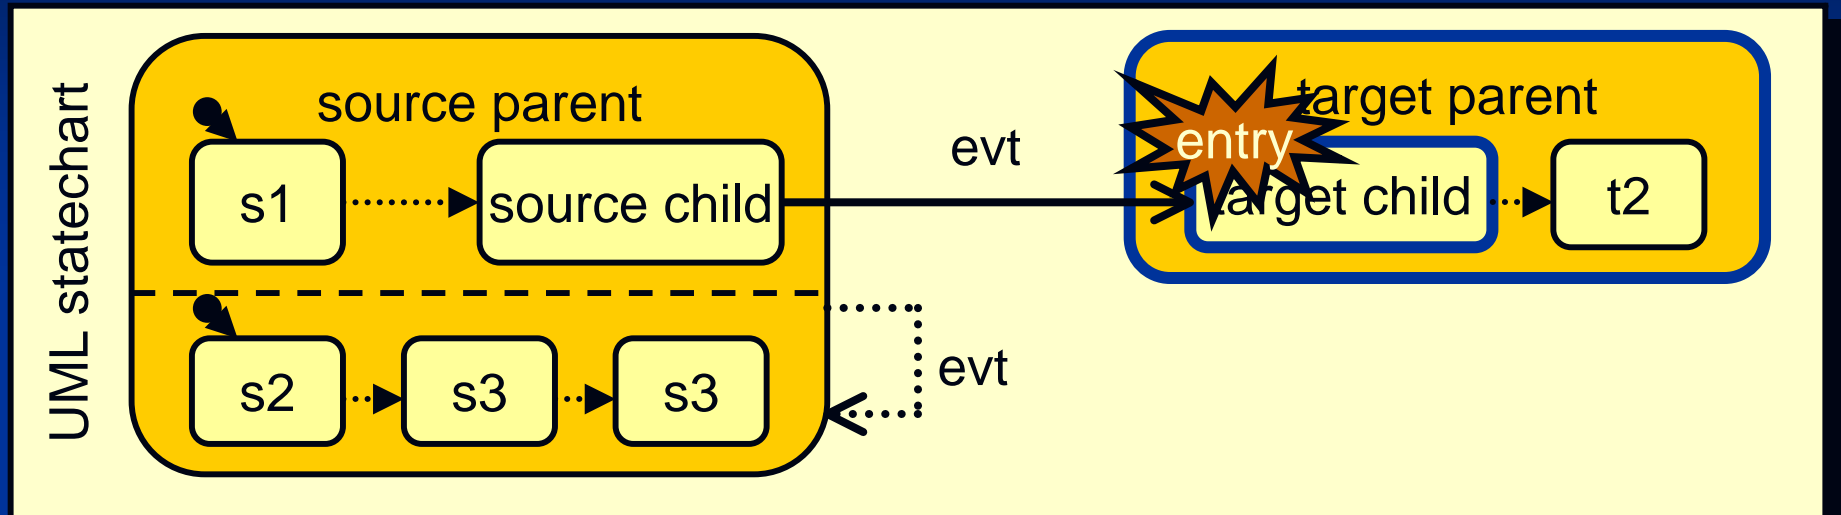 UML statechart
source parent
s1
source child
evt
entry
target parent
target child
t2
s2
s3
s3
evt